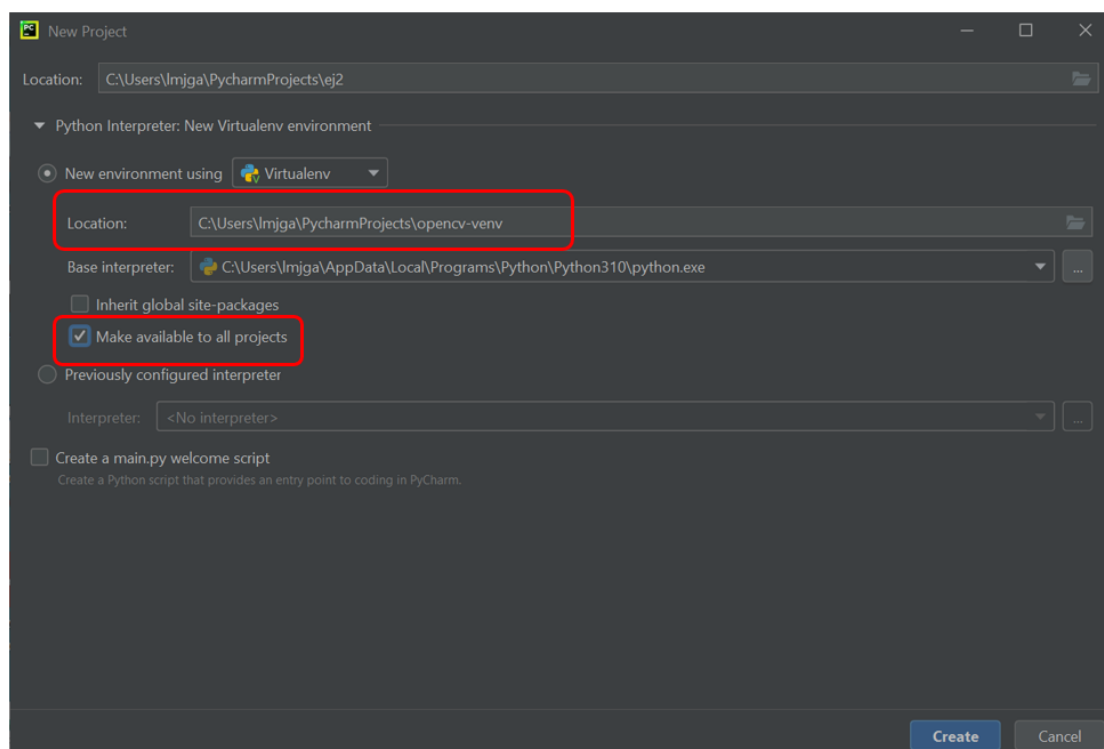 PC New Project
Location: C:\Users\lmjga\PycharmProjects\ej2
Python Interpreter: New Virtualenv environment
New environment using Virtualenv
Location: C:\Users\lmjga\PycharmProjects\opencv-venv
Base interpreter: C:\Users\lmjga\AppData\Local\Programs\Python\Python310\python.exe ...
Inherit global site-packages
Make available to all projects
Previously configured interpreter
Interpreter: <No interpreter> ...
Create a main.py welcome script
Create a Python script that provides an entry point to coding in PyCharm.
Create Cancel